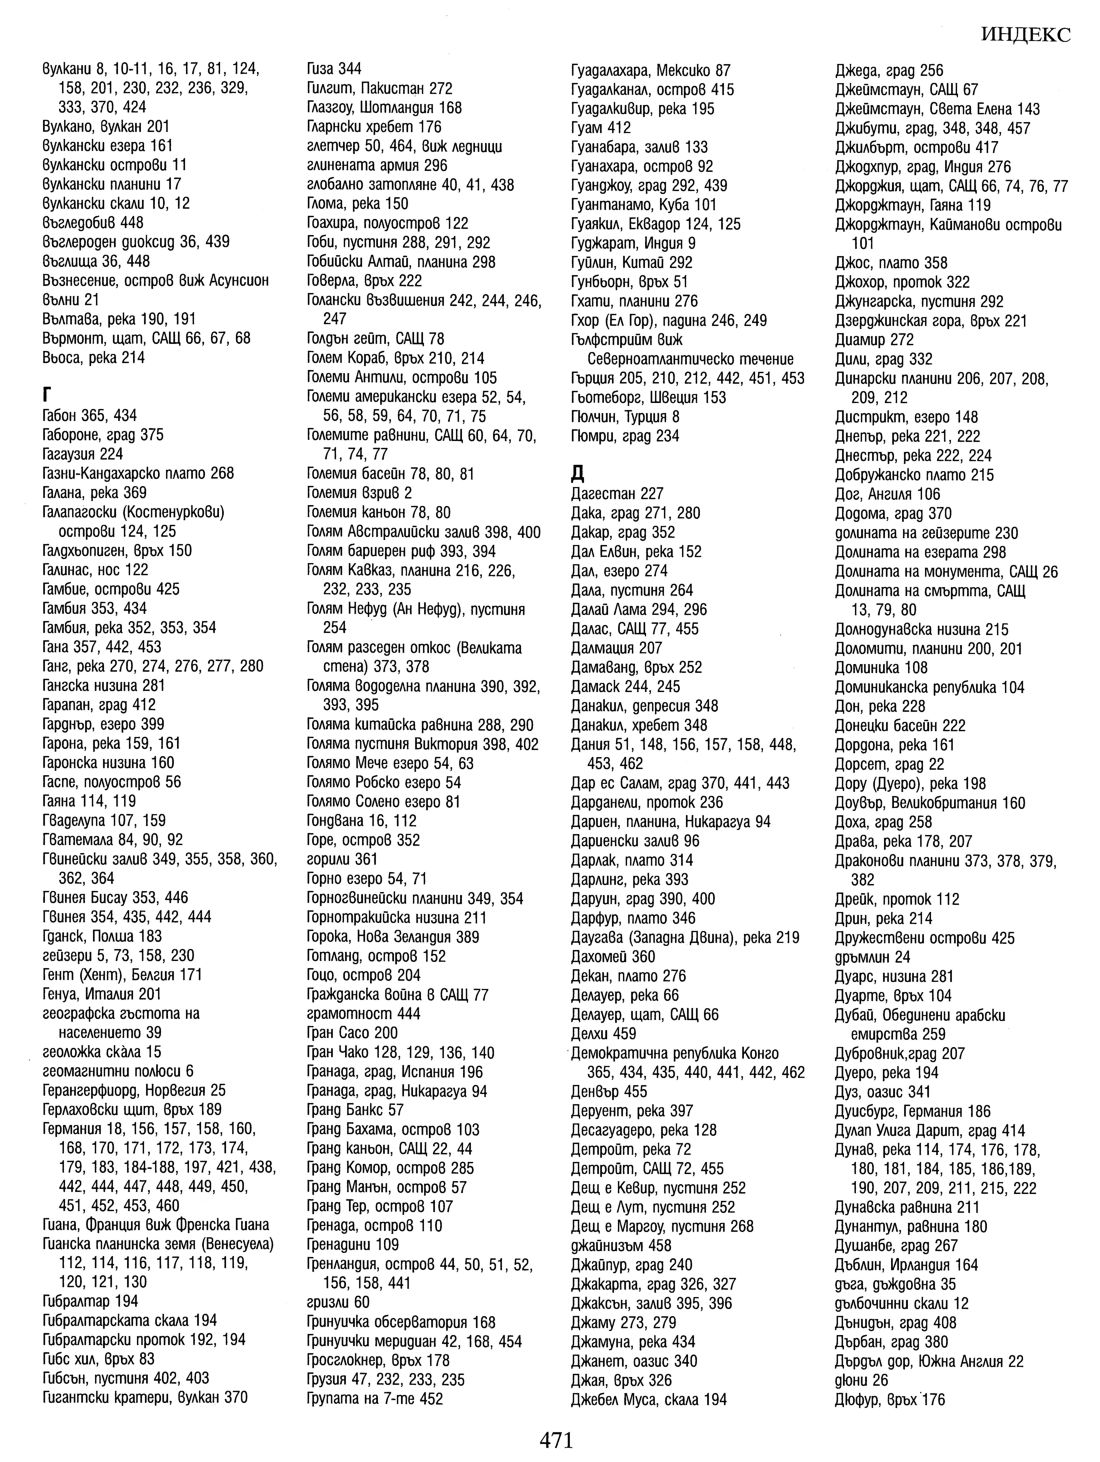 ИНДЕКС
вулкани 8, 10-11, 16, 17, 81, 124,
158, 201, 230, 232, 236, 329,
333, 370, 424
Вулкано, вулкан 201
вулкански езера 161
вулкански острови 11
вулкански планини 17
вулкански скали 10, 12
въгледобив 448
въглероден диоксид 36, 439
въглища 36, 448
Възнесение, остров виж Асунсион
вълни 21
Вълтава, река 190, 191
Върмонт, щат, САЩ 66, 67, 68
Вьоса, река 214
Г
Габон 365, 434
Габороне, град 375
Гагаузия 224
Газни-Кандахарско плато 268
Галана, река 369
Галапагоски (Костенуркови)
острови 124, 125
Галдхьопиген, връх 150
Галинас, нос 122
Гамбие, острови 425
Гамбия 353, 434
Гамбия, река 352, 353, 354
Гана 357, 442, 453
Ганг, река 270, 274, 276, 277, 280
Гангска низина 281
Гарапан, град 412
Гарднър, езеро 399
Гарона, река 159, 161
Гаронска низина 160
Гаспе, полуостров 56
Гаяна 114, 119
Гваделупа 107, 159
Гватемала 84, 90, 92
Гвинейски залив 349, 355, 358, 360,
362, 364
Гвинея Бисау 353, 446
Гвинея 354, 435, 442, 444
Гданск, Полша 183
гейзери 5, 73, 158, 230
Гент (Хент), Белгия 171
Генуа, Италия 201
географска гъстота на
населението 39
геоложка скàла 15
геомагнитни полюси 6
Герангерфиорд, Норвегия 25
Герлаховски щит, връх 189
Германия 18, 156, 157, 158, 160,
168, 170, 171, 172, 173, 174,
179, 183, 184-188, 197, 421, 438,
442, 444, 447, 448, 449, 450,
451, 452, 453, 460
Гиана, Франция виж Френска Гиана
Гианска планинска земя (Венесуела)
112, 114, 116, 117, 118, 119,
120, 121, 130
Гибралтар 194
Гибралтарската скала 194
Гибралтарски проток 192, 194
Гибс хил, връх 83
Гибсън, пустиня 402, 403
Гигантски кратери, вулкан 370
Гиза 344
Гилгит, Пакистан 272
Глазгоу, Шотландия 168
Гларнски хребет 176
глетчер 50, 464, виж ледници
глинената армия 296
глобално затопляне 40, 41, 438
Глома, река 150
Гоахира, полуостров 122
Гоби, пустиня 288, 291, 292
Гобийски Алтай, планина 298
Говерла, връх 222
Голански възвишения 242, 244, 246,
247
Голдън гейт, САЩ 78
Голем Кораб, връх 210, 214
Големи Антили, острови 105
Големи американски езера 52, 54,
56, 58, 59, 64, 70, 71, 75
Големите равнини, САЩ 60, 64, 70,
71, 74, 77
Големия басейн 78, 80, 81
Големия взрив 2
Големия каньон 78, 80
Голям Австралийски залив 398, 400
Голям бариерен риф 393, 394
Голям Кавказ, планина 216, 226,
232, 233, 235
Голям Нефуд (Ан Нефуд), пустиня
254
Голям разседен откос (Великата
стена) 373, 378
Голяма вододелна планина 390, 392,
393, 395
Голяма китайска равнина 288, 290
Голяма пустиня Виктория 398, 402
Голямо Мече езеро 54, 63
Голямо Робско езеро 54
Голямо Солено езеро 81
Гондвана 16, 112
Горе, остров 352
горили 361
Горно езеро 54, 71
Горногвинейски планини 349, 354
Горнотракийска низина 211
Горока, Нова Зеландия 389
Готланд, остров 152
Гоцо, остров 204
Гражданска война в САЩ 77
грамотност 444
Гран Сасо 200
Гран Чако 128, 129, 136, 140
Гранада, град, Испания 196
Гранада, град, Никарагуа 94
Гранд Банкс 57
Гранд Бахама, остров 103
Гранд каньон, САЩ 22, 44
Гранд Комор, остров 285
Гранд Манън, остров 57
Гранд Тер, остров 107
Гренада, остров 110
Гренадини 109
Гренландия, остров 44, 50, 51, 52,
156, 158, 441
гризли 60
Гринуичка обсерватория 168
Гринуички меридиан 42, 168, 454
Гросглокнер, връх 178
Грузия 47, 232, 233, 235
Групата на 7-те 452
Гуадалахара, Мексико 87
Гуадалканал, остров 415
Гуадалкивир, река 195
Гуам 412
Гуанабара, залив 133
Гуанахара, остров 92
Гуанджоу, град 292, 439
Гуантанамо, Куба 101
Гуаякил, Еквадор 124, 125
Гуджарат, Индия 9
Гуйлин, Китай 292
Гунбьорн, връх 51
Гхати, планини 276
Гхор (Ел Гор), падина 246, 249
Гълфстрийм виж
Северноатлантическо течение
Гърция 205, 210, 212, 442, 451, 453
Гьотеборг, Швеция 153
Гюлчин, Турция 8
Гюмри, град 234
Д
Дагестан 227
Дака, град 271, 280
Дакар, град 352
Дал Елвин, река 152
Дал, езеро 274
Дала, пустиня 264
Далай Лама 294, 296
Далас, САЩ 77, 455
Далмация 207
Дамаванд, връх 252
Дамаск 244, 245
Данакил, депресия 348
Данакил, хребет 348
Дания 51, 148, 156, 157, 158, 448,
453, 462
Дар ес Салам, град 370, 441, 443
Дарданели, проток 236
Дариен, планина, Никарагуа 94
Дариенски залив 96
Дарлак, плато 314
Дарлинг, река 393
Даруин, град 390, 400
Дарфур, плато 346
Даугава (Западна Двина), река 219
Дахомей 360
Декан, плато 276
Делауер, река 66
Делауер, щат, САЩ 66
Делхи 459
Демократична република Конго
365, 434, 435, 440, 441, 442, 462
Денвър 455
Деруент, река 397
Десагуадеро, река 128
Детройт, река 72
Детройт, САЩ 72, 455
Дещ е Кевир, пустиня 252
Дещ е Лут, пустиня 252
Дещ е Маргоу, пустиня 268
джайнизъм 458
Джайпур, град 240
Джакарта, град 326, 327
Джаксън, залив 395, 396
Джаму 273, 279
Джамуна, река 434
Джанет, оазис 340
Джая, връх 326
Джебел Муса, скала 194
Джеда, град 256
Джеймстаун, САЩ 67
Джеймстаун, Света Елена 143
Джибути, град, 348, 348, 457
Джилбърт, острови 417
Джодхпур, град, Индия 276
Джорджия, щат, САЩ 66, 74, 76, 77
Джорджтаун, Гаяна 119
Джорджтаун, Кайманови острови
101
Джос, плато 358
Джохор, проток 322
Джунгарска, пустиня 292
Дзерджинская гора, връх 221
Диамир 272
Дили, град 332
Динарски планини 206, 207, 208,
209, 212
Дистрикт, езеро 148
Днепър, река 221, 222
Днестър, река 222, 224
Добружанско плато 215
Дог, Ангиля 106
Додома, град 370
долината на гейзерите 230
Долината на езерата 298
Долината на монумента, САЩ 26
Долината на смъртта, САЩ
13, 79, 80
Долнодунавска низина 215
Доломити, планини 200, 201
Доминика 108
Доминиканска република 104
Дон, река 228
Донецки басейн 222
Дордона, река 161
Дорсет, град 22
Дору (Дуеро), река 198
Доувър, Великобритания 160
Доха, град 258
Драва, река 178, 207
Драконови планини 373, 378, 379,
382
Дрейк, проток 112
Дрин, река 214
Дружествени острови 425
дръмлин 24
Дуарс, низина 281
Дуарте, връх 104
Дубай, Обединени арабски
емирства 259
Дубровник,град 207
Дуеро, река 194
Дуз, оазис 341
Дуисбург, Германия 186
Дулап Улига Дарит, град 414
Дунав, река 114, 174, 176, 178,
180, 181, 184, 185, 186,189,
190, 207, 209, 211, 215, 222
Дунавска равнина 211
Дунантул, равнина 180
Душанбе, град 267
Дъблин, Ирландия 164
дъга, дъждовна 35
дълбочинни скали 12
Дънидън, град 408
Дърбан, град 380
Дърдъл дор, Южна Англия 22
дюни 26
Дюфур, връх 176
471